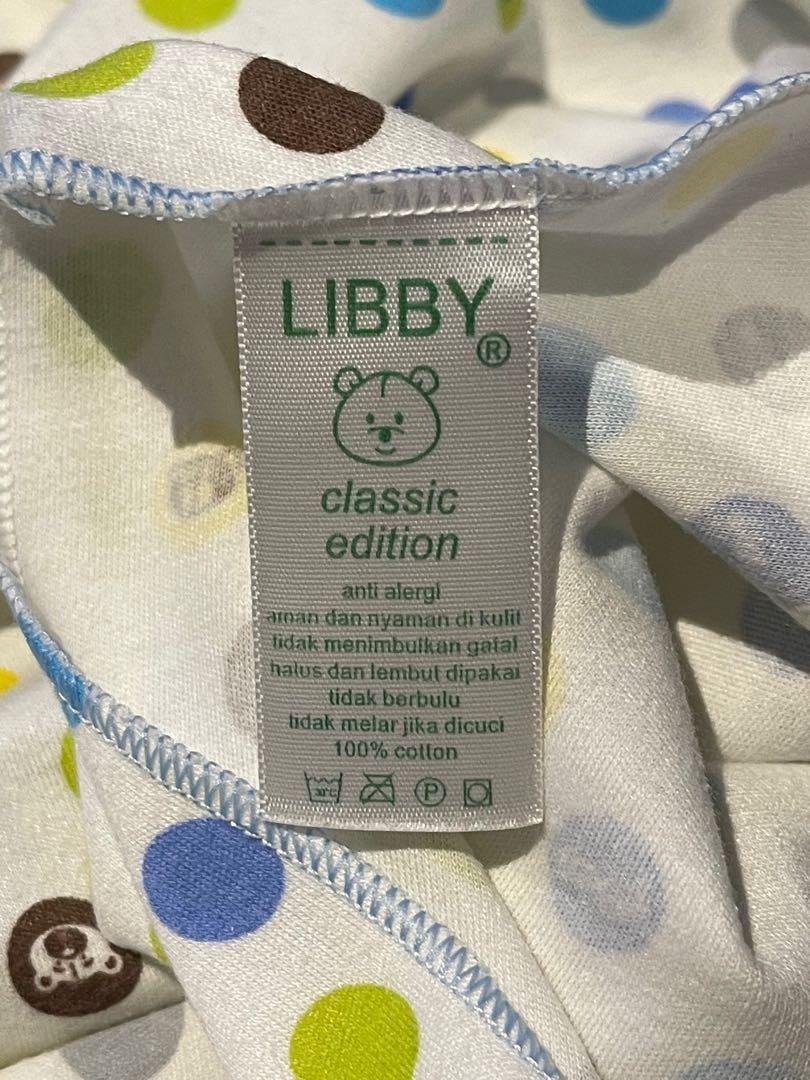 LIBBY
®
classic
edition
anti alergi
aman dan nyaman di kulit
tidak menimbulkan gatal
halus dan lembut dipakai
tidak berbulu
tidak melar jika dicuci
100% cotton
30°C P